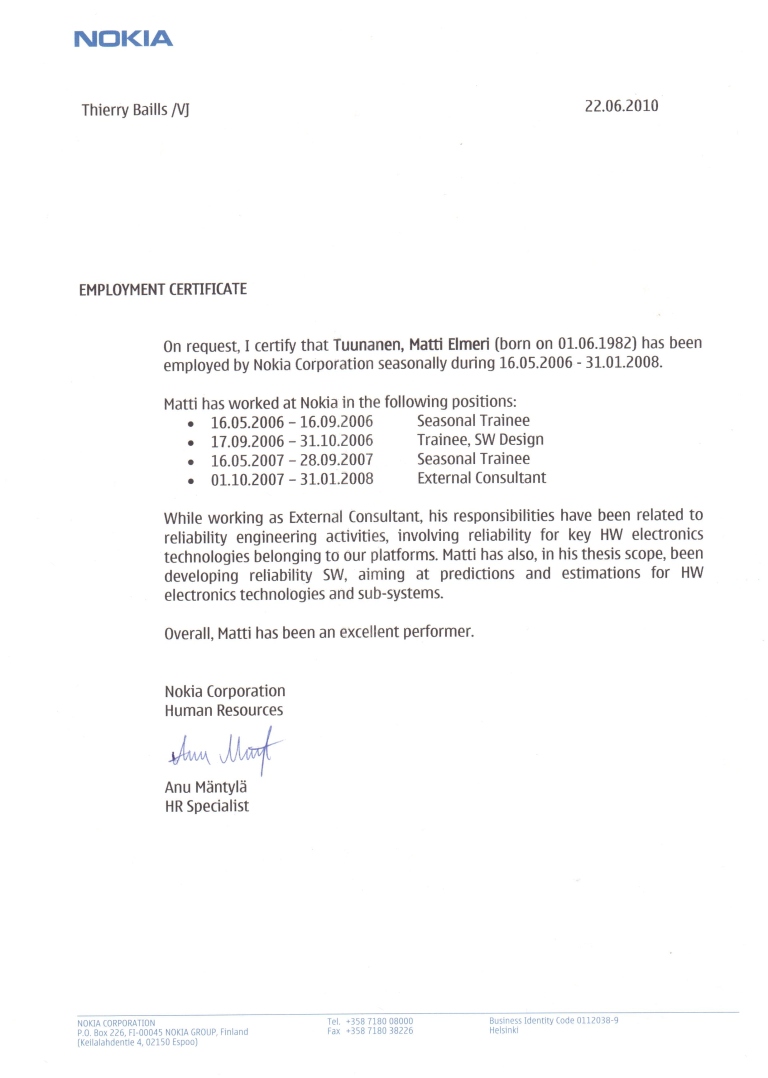 NOKIA
Thierry Baills /VJ 22.06.2010
EMPLOYMENT CERTIFICATE
On request, I certify that Tuunanen, Matti Elmeri (born on 01.06.1982) has been
employed by Nokia Corporation seasonally during 16.05.2006 - 31.01.2008.
Matti has worked at Nokia in the following positions:
• 16.05.2006 – 16.09.2006 Seasonal Trainee
• 17.09.2006 – 31.10.2006 Trainee, SW Design
• 16.05.2007 – 28.09.2007 Seasonal Trainee
• 01.10.2007 – 31.01.2008 External Consultant
While working as External Consultant, his responsibilities have been related to
reliability engineering activities, involving reliability for key HW electronics
technologies belonging to our platforms. Matti has also, in his thesis scope, been
developing reliability SW, aiming at predictions and estimations for HW
electronics technologies and sub-systems.
Overall, Matti has been an excellent performer.
Nokia Corporation
Human Resources
Anu Mäntylä
HR Specialist
NOKIA CORPORATION
P.O. Box 226, FI-00045 NOKIA GROUP, Finland
(Keilalahdentie 4, 02150 Espoo)
Tel. +358 7180 08000
Fax +358 7180 38226
Business Identity Code 0112038-9
Helsinki